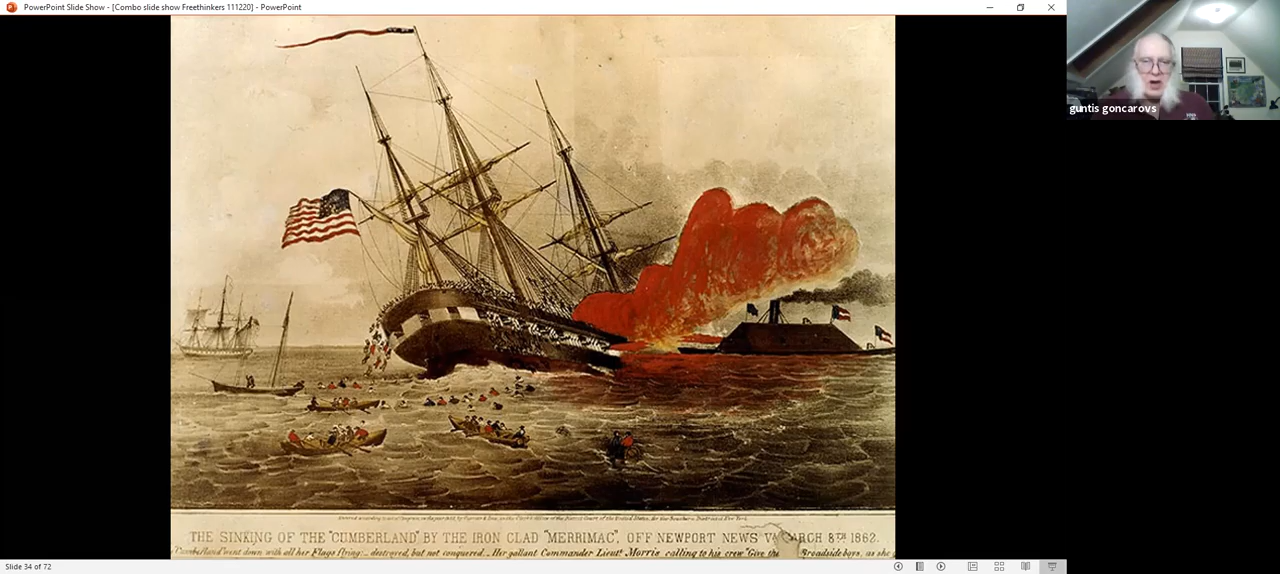 PowerPoint Slide Show - [Combo slide show Freethinkers 111220] - PowerPoint
guntis goncarovs
THE SINKING OF THE "CUMBERLAND" BY THE IRON CLAD "MERRIMAC", OFF NEWPORT NEWS VA ARCH 8TH 1862.
"Cumberland" went down with all her Flags flying:_ destroyed, but not conquered._ Her gallant Commander Lieut. Morris calling to his crew "Give the Broadside boys, as she
Slide 34 of 72